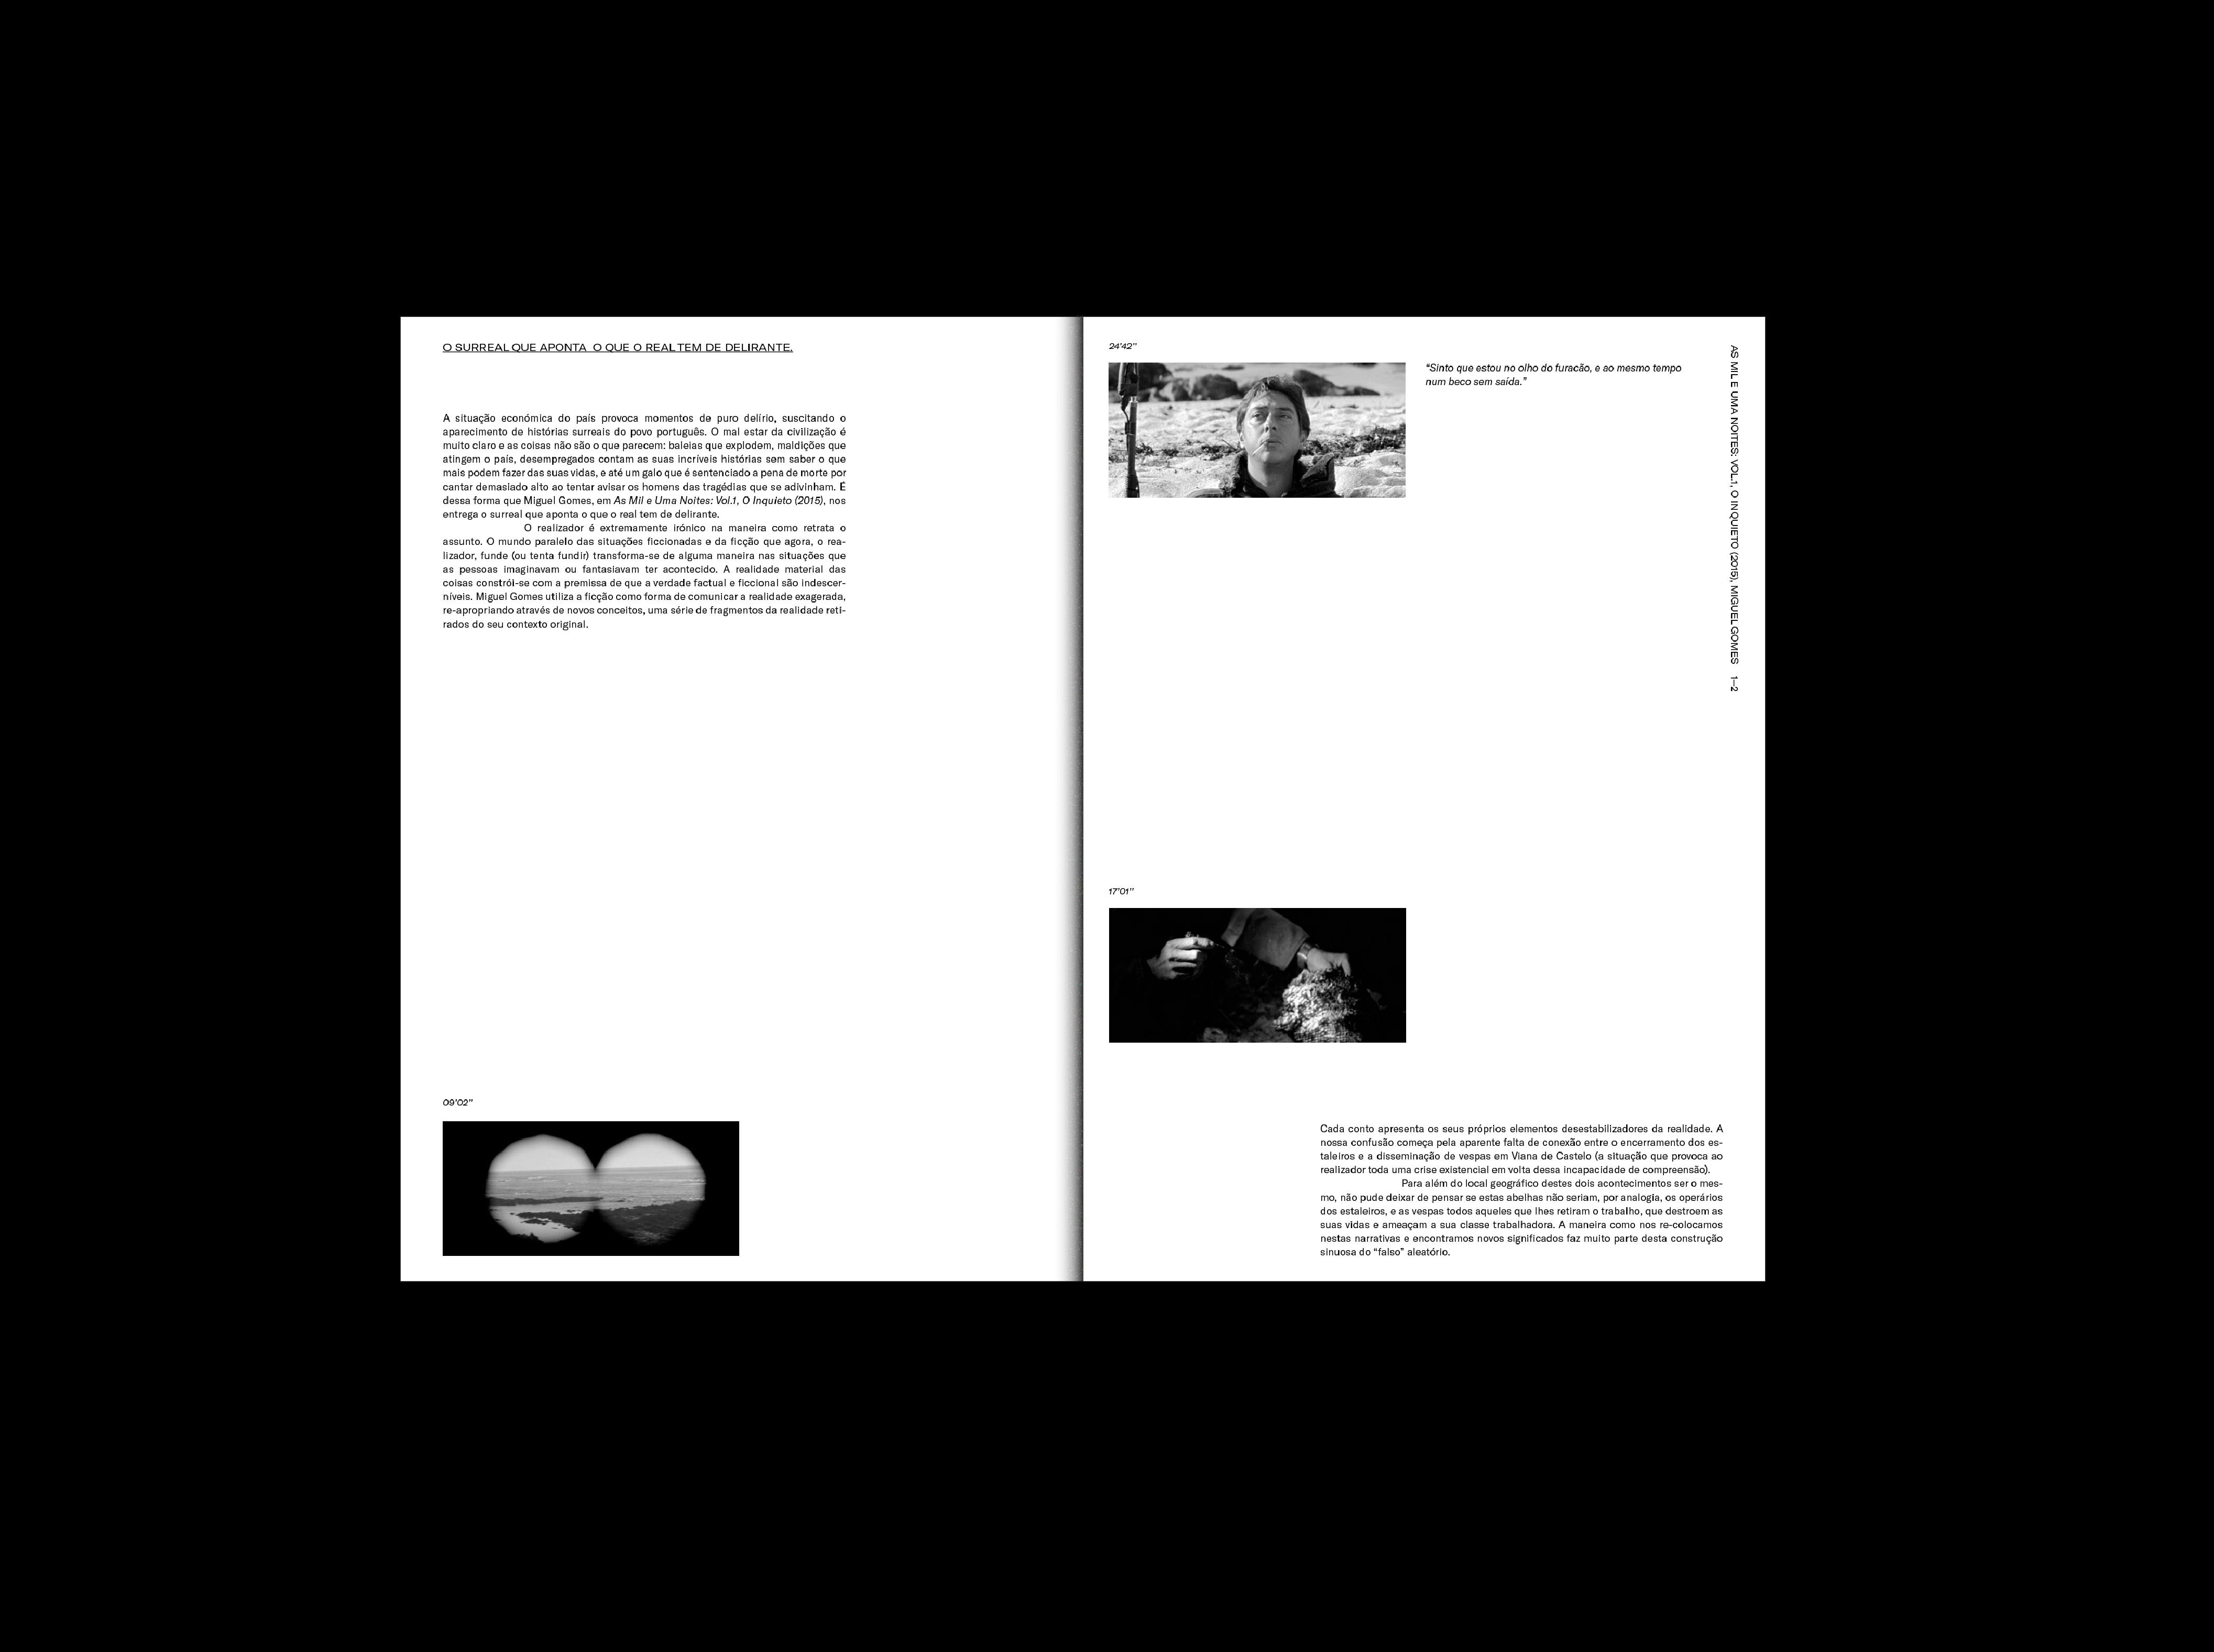 O SURREAL QUE APONTA  O QUE O REAL TEM DE DELIRANTE.
A situação económica do país provoca momentos de puro delírio, suscitando o
aparecimento de histórias surreais do povo português. O mal estar da civilização é
muito claro e as coisas não são o que parecem: baleias que explodem, maldições que
atingem o país, desempregados contam as suas incríveis histórias sem saber o que
mais podem fazer das suas vidas, e até um galo que é sentenciado a pena de morte por
cantar demasiado alto ao tentar avisar os homens das tragédias que se adivinham. É
dessa forma que Miguel Gomes, em As Mil e Uma Noites: Vol.1, O Inquieto (2015), nos
entrega o surreal que aponta o que o real tem de delirante.
O realizador é extremamente irónico na maneira como retrata o
assunto. O mundo paralelo das situações ficcionadas e da ficção que agora, o rea-
lizador, funde (ou tenta fundir) transforma-se de alguma maneira nas situações que
as pessoas imaginavam ou fantasiavam ter acontecido. A realidade material das
coisas constrói-se com a premissa de que a verdade factual e ficcional são indescer-
níveis. Miguel Gomes utiliza a ficção como forma de comunicar a realidade exagerada,
re-apropriando através de novos conceitos, uma série de fragmentos da realidade reti-
rados do seu contexto original.
09'02"
24'42"
"Sinto que estou no olho do furacão, e ao mesmo tempo
num beco sem saída."
17'01"
Cada conto apresenta os seus próprios elementos desestabilizadores da realidade. A
nossa confusão começa pela aparente falta de conexão entre o encerramento dos es-
taleiros e a disseminação de vespas em Viana de Castelo (a situação que provoca ao
realizador toda uma crise existencial em volta dessa incapacidade de compreensão).
Para além do local geográfico destes dois acontecimentos ser o mes-
mo, não pude deixar de pensar se estas abelhas não seriam, por analogia, os operários
dos estaleiros, e as vespas todos aqueles que lhes retiram o trabalho, que destroem as
suas vidas e ameaçam a sua classe trabalhadora. A maneira como nos re-colocamos
nestas narrativas e encontramos novos significados faz muito parte desta construção
sinuosa do "falso" aleatório.
AS MIL E UMA NOITES: VOL.1, O INQUIETO (2015), MIGUEL GOMES 1–2